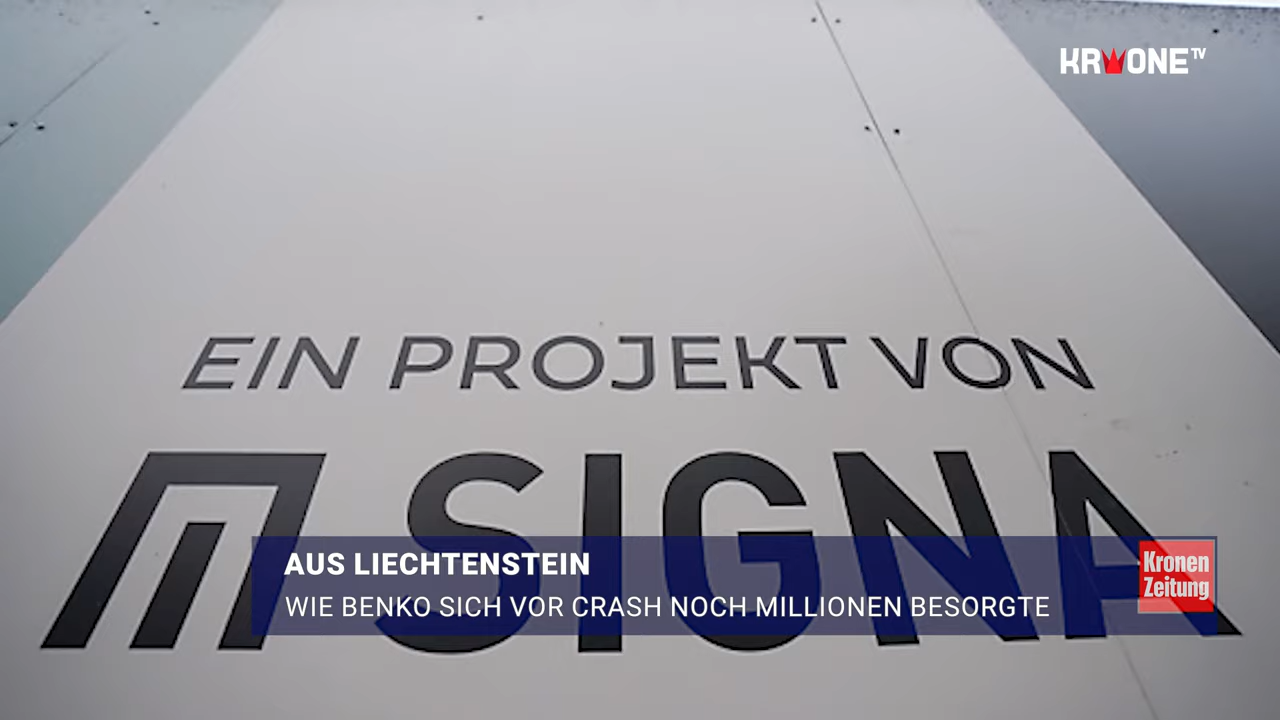 KRONE TV
EIN PROJEKT VON
SIGNA
AUS LIECHTENSTEIN
WIE BENKO SICH VOR CRASH NOCH MILLIONEN BESORGTE
Kronen
Zeitung